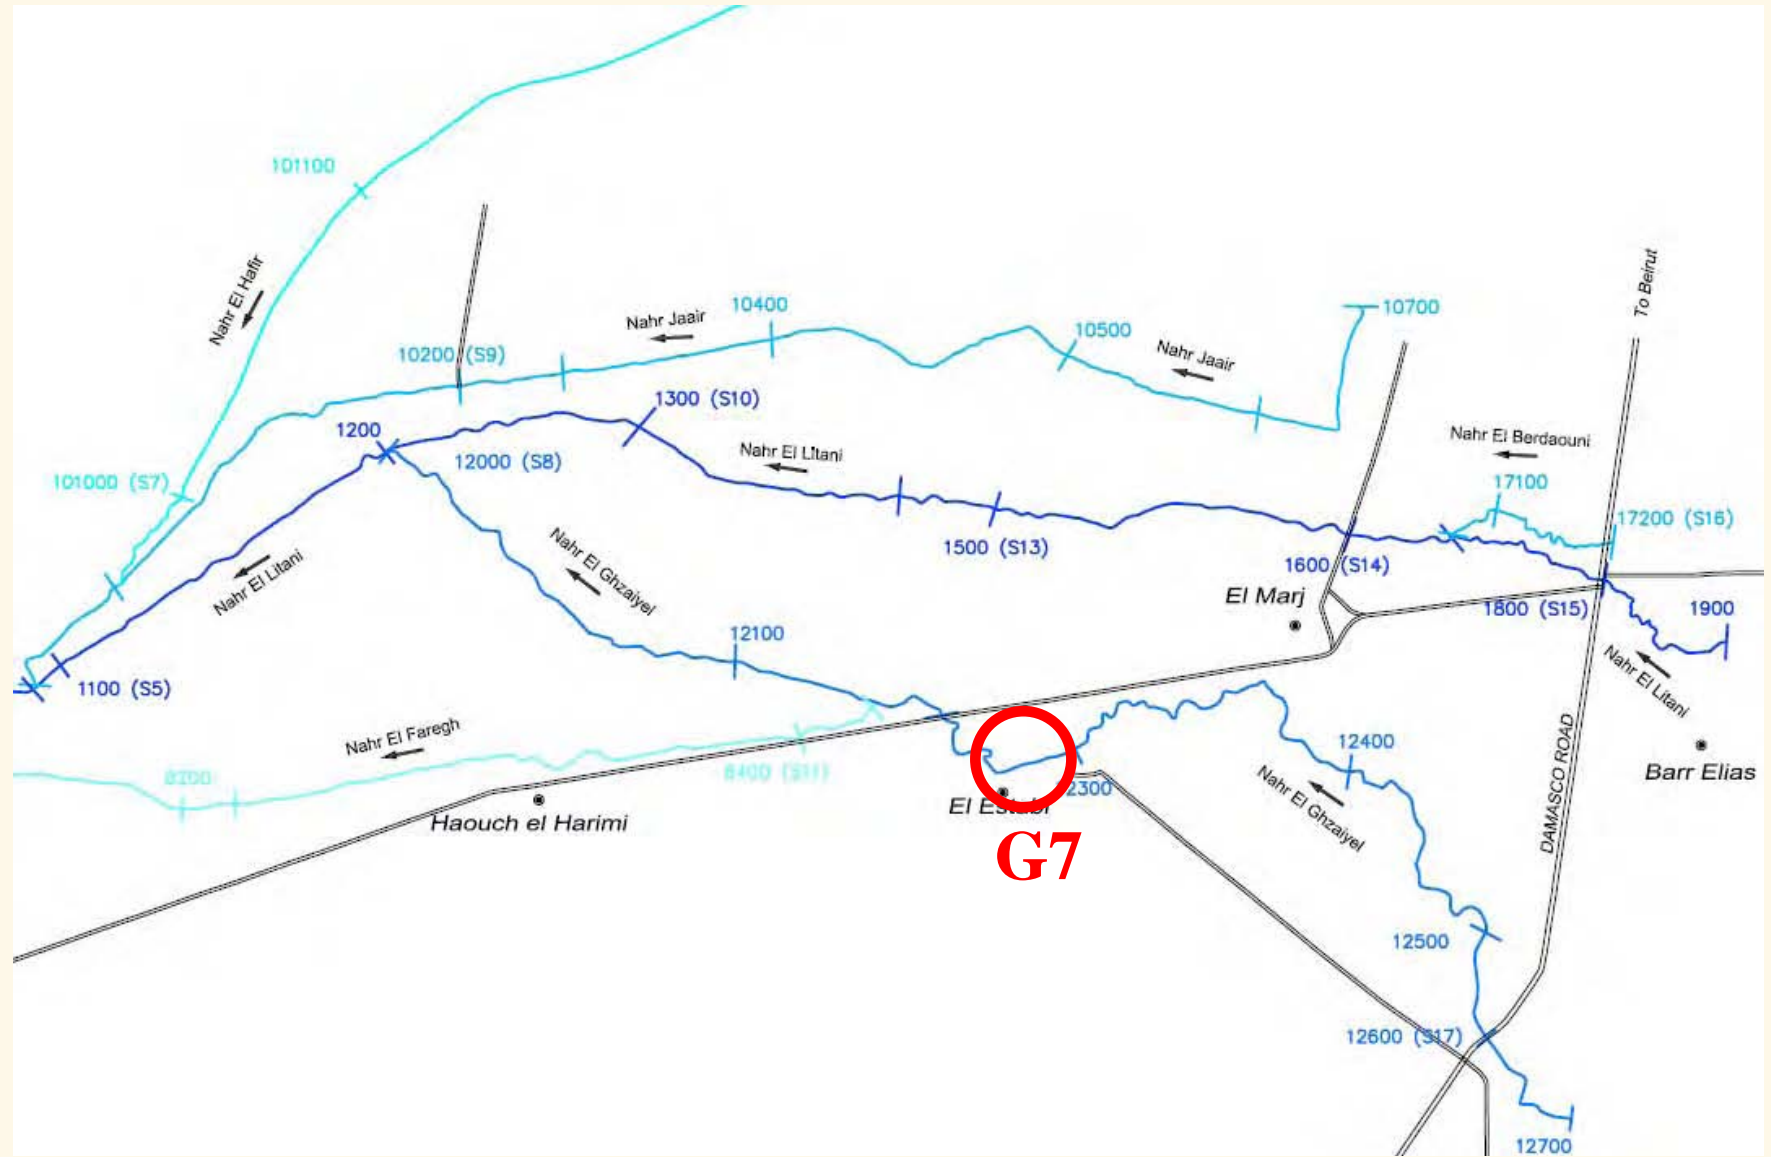 To Beirut
101100
Nahr El Hafir
10400
Nahr Jaair
10700
10500
10200 (S9)
Nahr Jaair
1300 (S10)
1200
12000 (S8)
Nahr El Litani
Nahr El Berdaouni
101000 (S7)
17100
17200 (S16)
1500 (S13)
1600 (S14)
Nahr El Litani
Nahr El Ghzaiyel
El Marj
1800 (S15)
1900
12100
Nahr El Litani
1100 (S5)
Nahr El Faregh
12400
DAMASCO ROAD
Barr Elias
8400 (S11)
Nahr El Ghzaiyel
Haouch el Harimi
G7
12500
12600 (S17)
12700